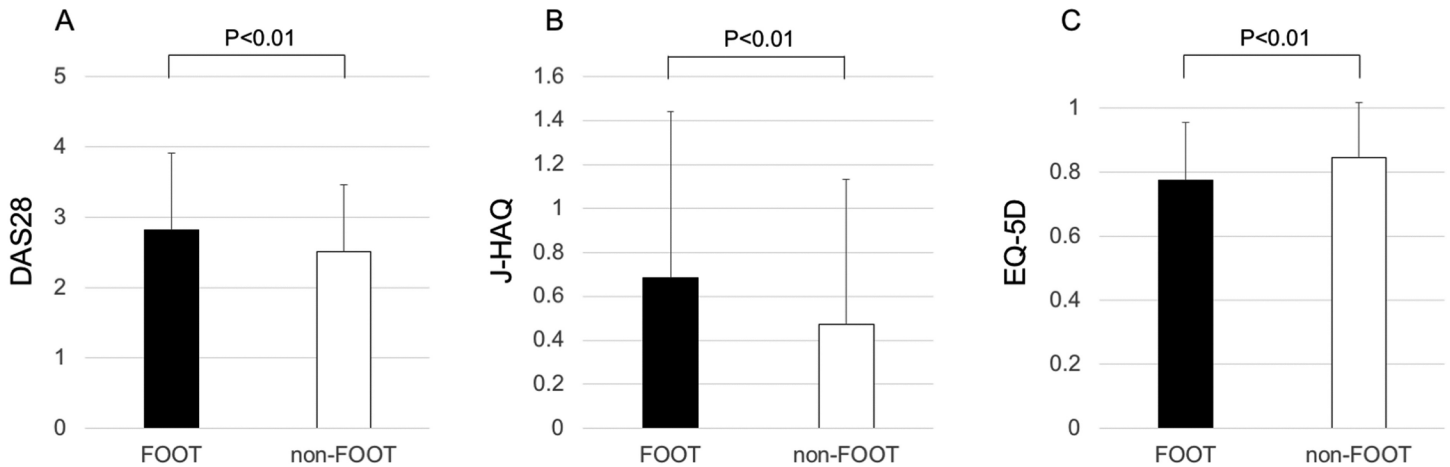 A
P<0.01
5
4
3
2
1
0
DAS28
FOOT
non-FOOT
B
P<0.01
1.6
1.4
1.2
1
0.8
0.6
0.4
0.2
0
J-HAQ
FOOT
non-FOOT
C
P<0.01
1
0.8
0.6
0.4
0.2
0
EQ-5D
FOOT
non-FOOT